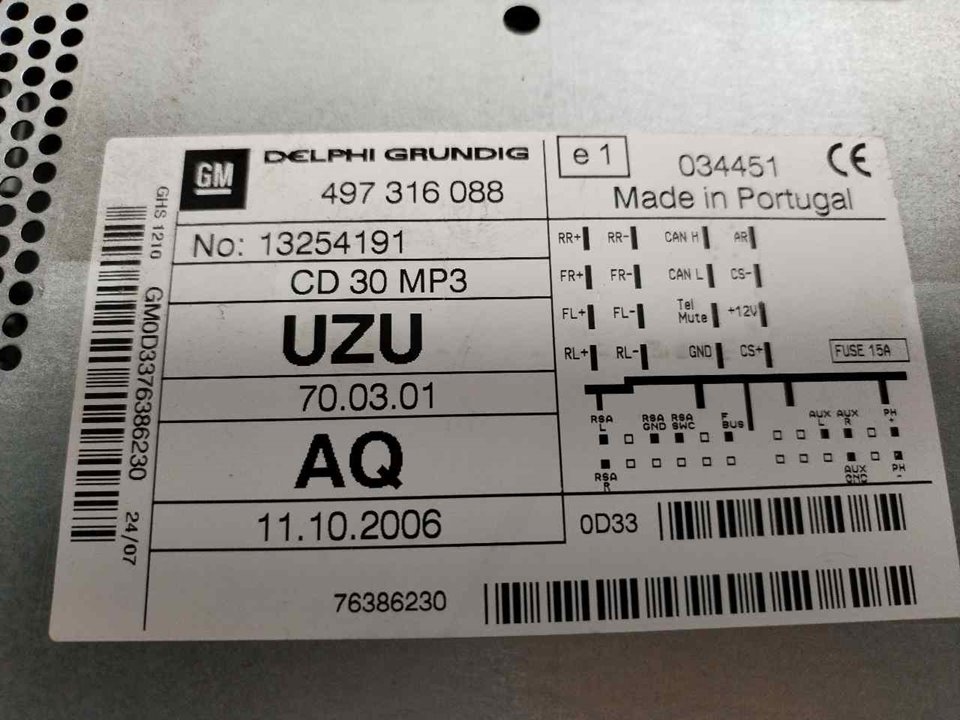 GM
DELPHI GRUNDIG
497 316 088
No: 13254191
CD 30 MP3
UZU
70.03.01
AQ
11.10.2006
76386230
e 1
034451
CE
Made in Portugal
RR+ RR- CAN H AR
FR+ FR- CAN L CS-
FL+ FL- Tel Mute +12V
RL+ RL- GND CS+
FUSE 15A
RSA L
RSA GND
RSA SWC
F BUS
AUX L
AUX R
PH +
RSA R
AUX GND
PH -
0D33
GHS 1210
GM0D3376386230
24/07